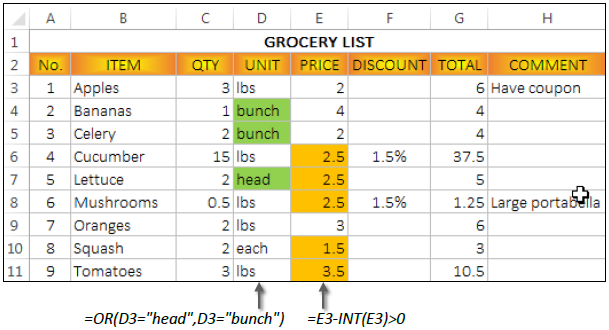 A B C D E F G H
1 GROCERY LIST
2 No. ITEM QTY UNIT PRICE DISCOUNT TOTAL COMMENT
3 1 Apples 3 lbs 2 6 Have coupon
4 2 Bananas 1 bunch 4 4
5 3 Celery 2 bunch 2 4
6 4 Cucumber 15 lbs 2.5 1.5% 37.5
7 5 Lettuce 2 head 2.5 5
8 6 Mushrooms 0.5 lbs 2.5 1.5% 1.25 Large portabella
9 7 Oranges 2 lbs 3 6
10 8 Squash 2 each 1.5 3
11 9 Tomatoes 3 lbs 3.5 10.5
=OR(D3="head",D3="bunch") =E3-INT(E3)>0